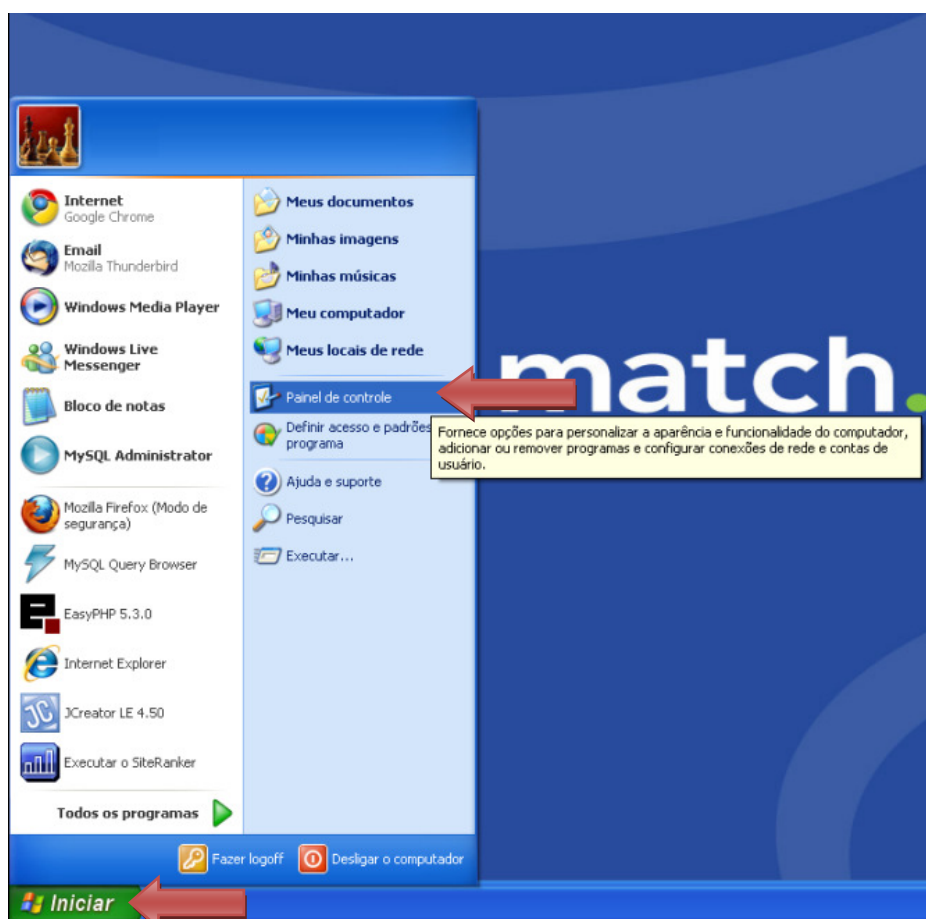 Internet
Google Chrome
Email
Mozilla Thunderbird
Windows Media Player
Windows Live
Messenger
Bloco de notas
MySQL Administrator
Mozilla Firefox (Modo de
segurança)
MySQL Query Browser
EasyPHP 5.3.0
Internet Explorer
JCreator LE 4.50
Executar o SiteRanker
Todos os programas
Meus documentos
Minhas imagens
Minhas músicas
Meu computador
Meus locais de rede
Painel de controle
Definir acesso e padrões
programa
Ajuda e suporte
Pesquisar
Executar...
match.
Fornece opções para personalizar a aparência e funcionalidade do computador,
adicionar ou remover programas e configurar conexões de rede e contas de
usuário.
Fazer logoff
Desligar o computador
Iniciar